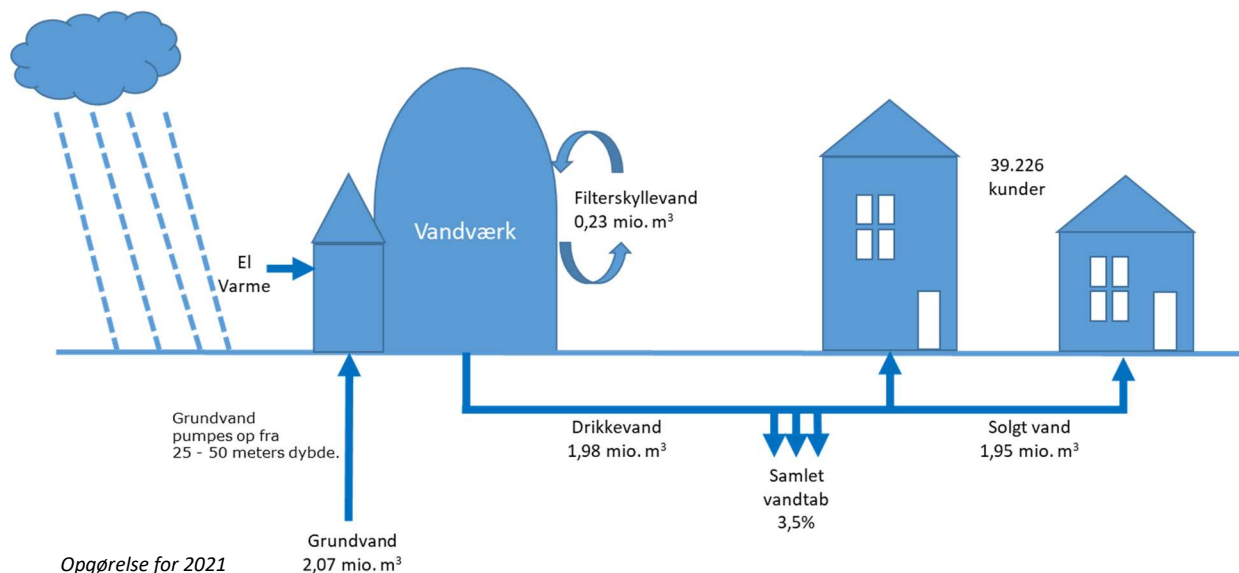 Vandværk
Filterskyllevand
0,23 mio. m³
39.226
kunder
El
Varme
Grundvand
pumpes op fra
25 - 50 meters dybde.
Drikkevand
1,98 mio. m³
Solgt vand
1,95 mio. m³
Samlet
vandtab
3,5%
Grundvand
2,07 mio. m³
Opgørelse for 2021